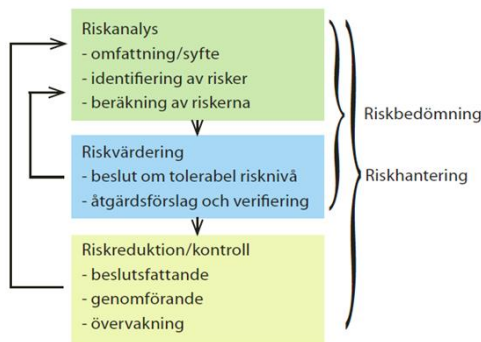 Riskanalys
- omfattning/syfte
- identifiering av risker
- beräkning av riskerna
Riskvärdering
- beslut om tolerabel risknivå
- åtgärdsförslag och verifiering
Riskreduktion/kontroll
- beslutsfattande
- genomförande
- övervakning
Riskbedömning
Riskhantering